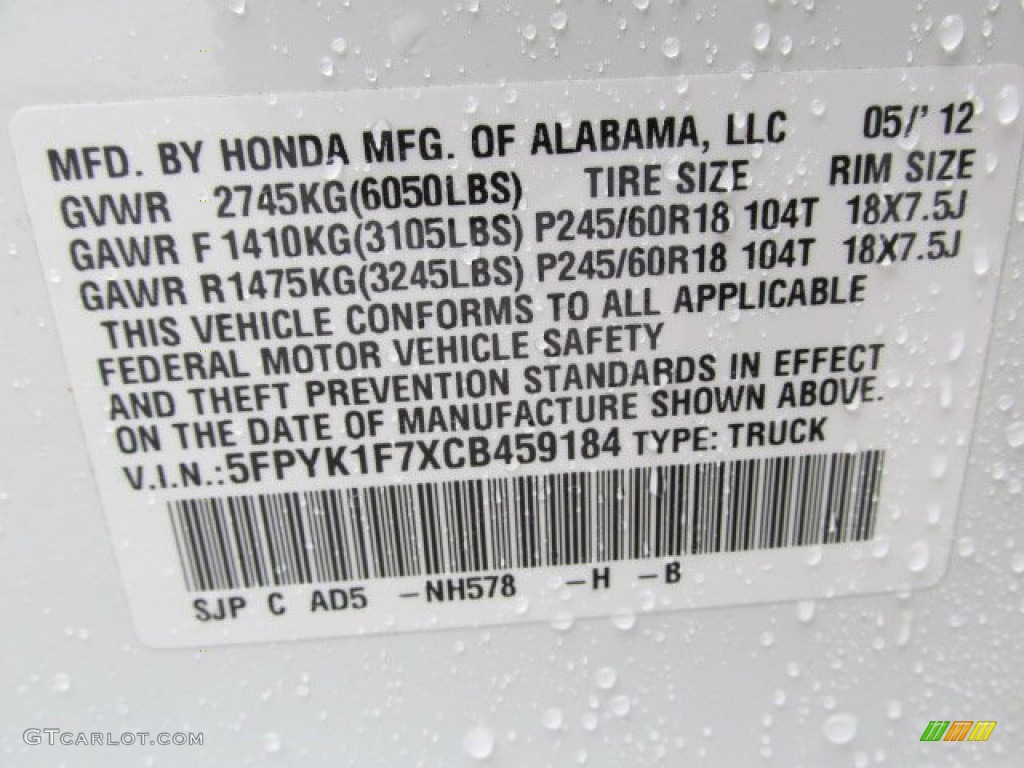 MFD. BY HONDA MFG. OF ALABAMA, LLC 05/' 12
GVWR 2745KG(6050LBS) TIRE SIZE RIM SIZE
GAWR F 1410KG(3105LBS) P245/60R18 104T 18X7.5J
GAWR R1475KG(3245LBS) P245/60R18 104T 18X7.5J
THIS VEHICLE CONFORMS TO ALL APPLICABLE
FEDERAL MOTOR VEHICLE SAFETY
AND THEFT PREVENTION STANDARDS IN EFFECT
ON THE DATE OF MANUFACTURE SHOWN ABOVE.
V.I.N.:5FPYK1F7XCB459184 TYPE: TRUCK
SJP C AD5 -NH578 -H -B
GTCARLOT.COM